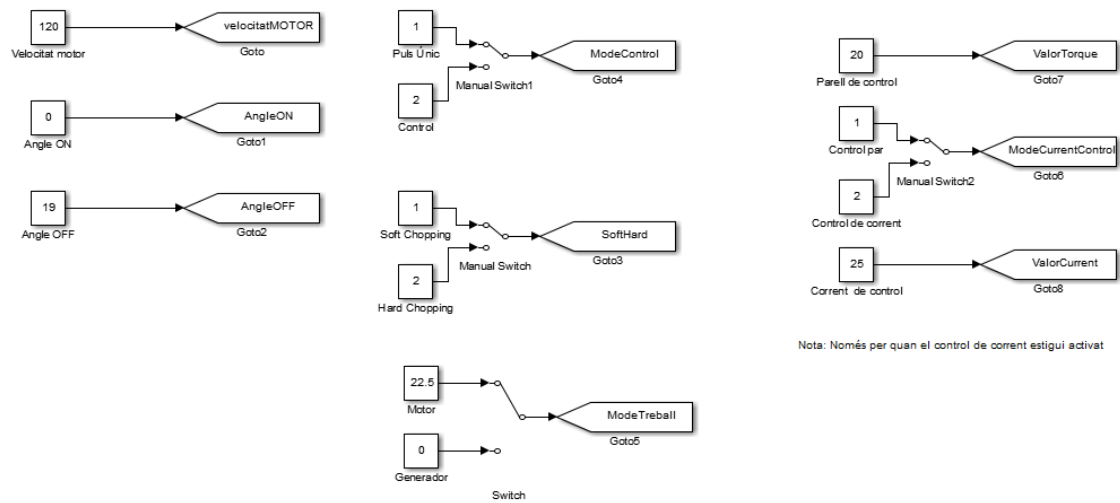 120
Velocitat motor
velocitatMOTOR
Goto
0
Angle ON
AngleON
Goto1
19
Angle OFF
AngleOFF
Goto2
1
Puls Únic
2
Control
Manual Switch1
ModeControl
Goto4
1
Soft Chopping
2
Hard Chopping
Manual Switch
SoftHard
Goto3
22.5
Motor
0
Generador
Switch
ModeTreball
Goto5
20
Parell de control
ValorTorque
Goto7
1
Control par
2
Control de corrent
Manual Switch2
ModeCurrentControl
Goto6
25
Corrent de control
ValorCurrent
Goto8
Nota: Només per quan el control de corrent estigui activat